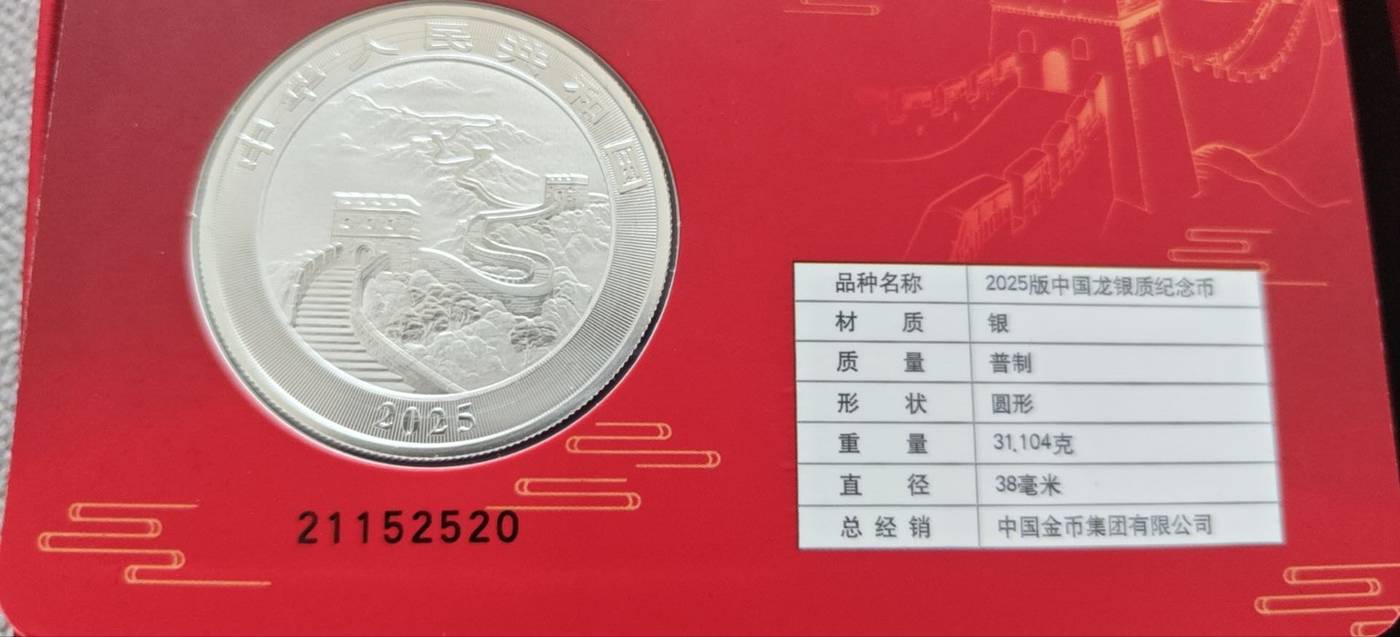 中华人民共和国
2025
21152520
品种名称 2025版中国龙银质纪念币
材 质 银
质 量 普制
形 状 圆形
重 量 31.104克
直 径 38毫米
总 经 销 中国金币集团有限公司